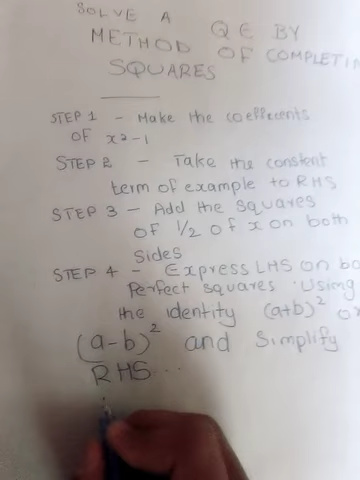 SOLVE A QE BY
METHOD OF COMPLETIN
SQUARES
STEP 1 - Make the coefficents
OF x2-1
STEP 2 - Take the constant
term of example to RHS
STEP 3 - Add the squares
OF 1/2 of x on both
sides
STEP 4 - Express LHS on bo
Perfect squares Using
the identity (a+b)² or
(a-b)² and Simplify
RHS...